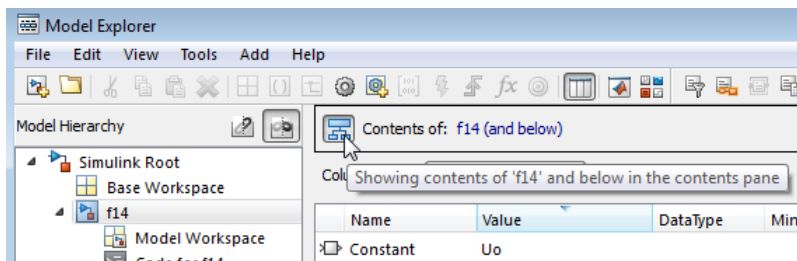 Model Explorer
File Edit View Tools Add Help
Model Hierarchy
Contents of: f14 (and below)
Simulink Root
Base Workspace
f14
Model Workspace
Showing contents of 'f14' and below in the contents pane
Name Value DataType Min
Constant Uo